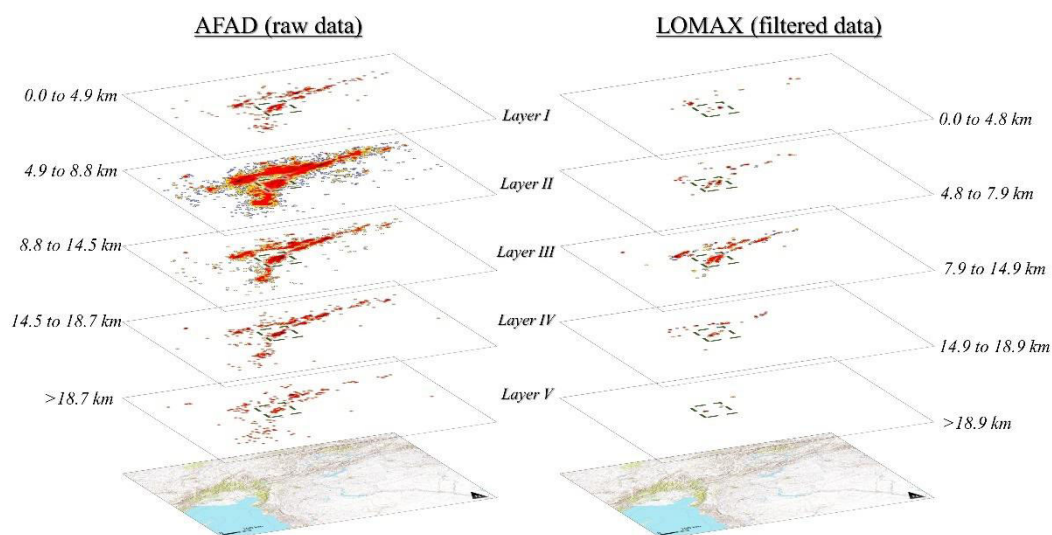 AFAD (raw data)
LOMAX (filtered data)
0.0 to 4.9 km
Layer I
0.0 to 4.8 km
4.9 to 8.8 km
Layer II
4.8 to 7.9 km
8.8 to 14.5 km
Layer III
7.9 to 14.9 km
14.5 to 18.7 km
Layer IV
14.9 to 18.9 km
>18.7 km
Layer V
>18.9 km